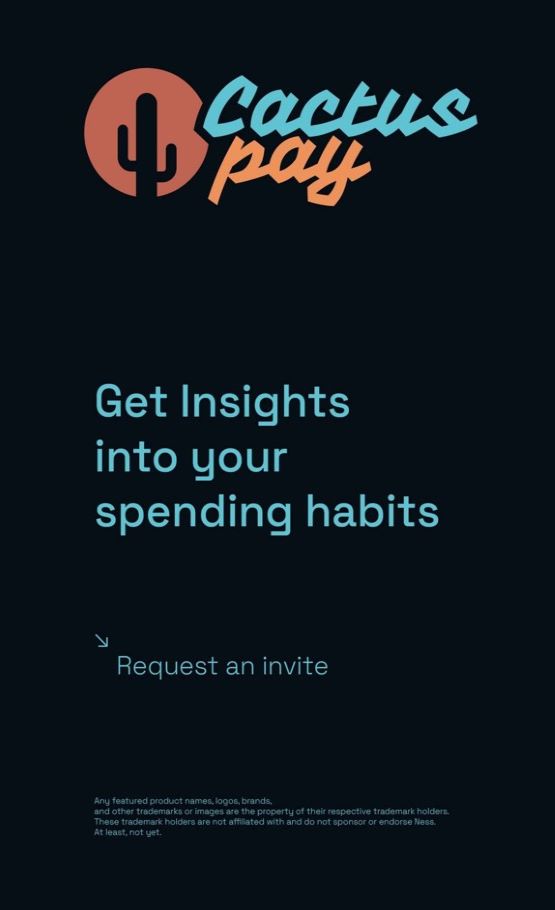 Cactus
pay
Get Insights
into your
spending habits
Request an invite
Any featured product names, logos, brands,
and other trademarks or images are the property of their respective trademark holders.
These trademark holders are not affiliated with and do not sponsor or endorse Ness.
At least, not yet.